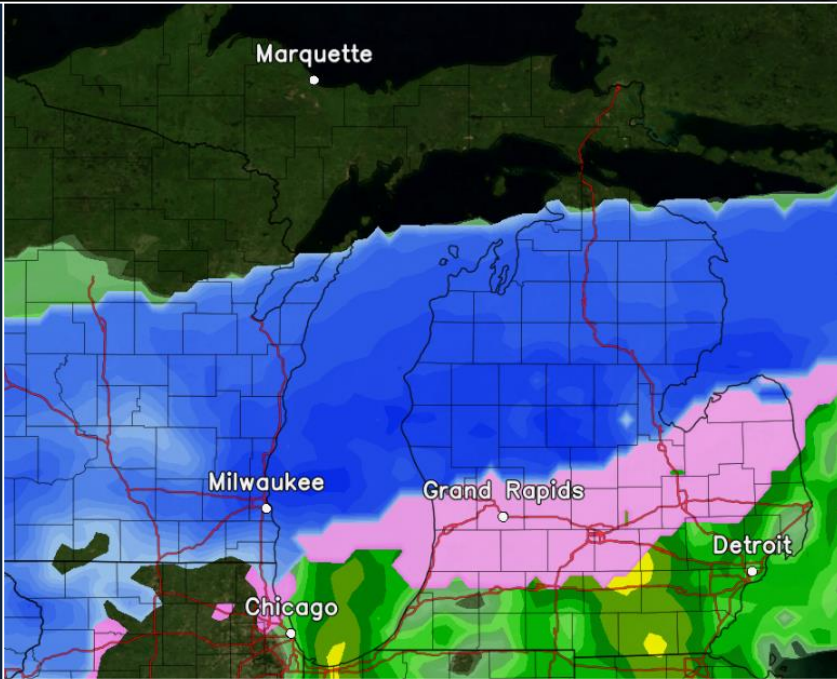 Marquette
Milwaukee
Grand Rapids
Detroit
Chicago